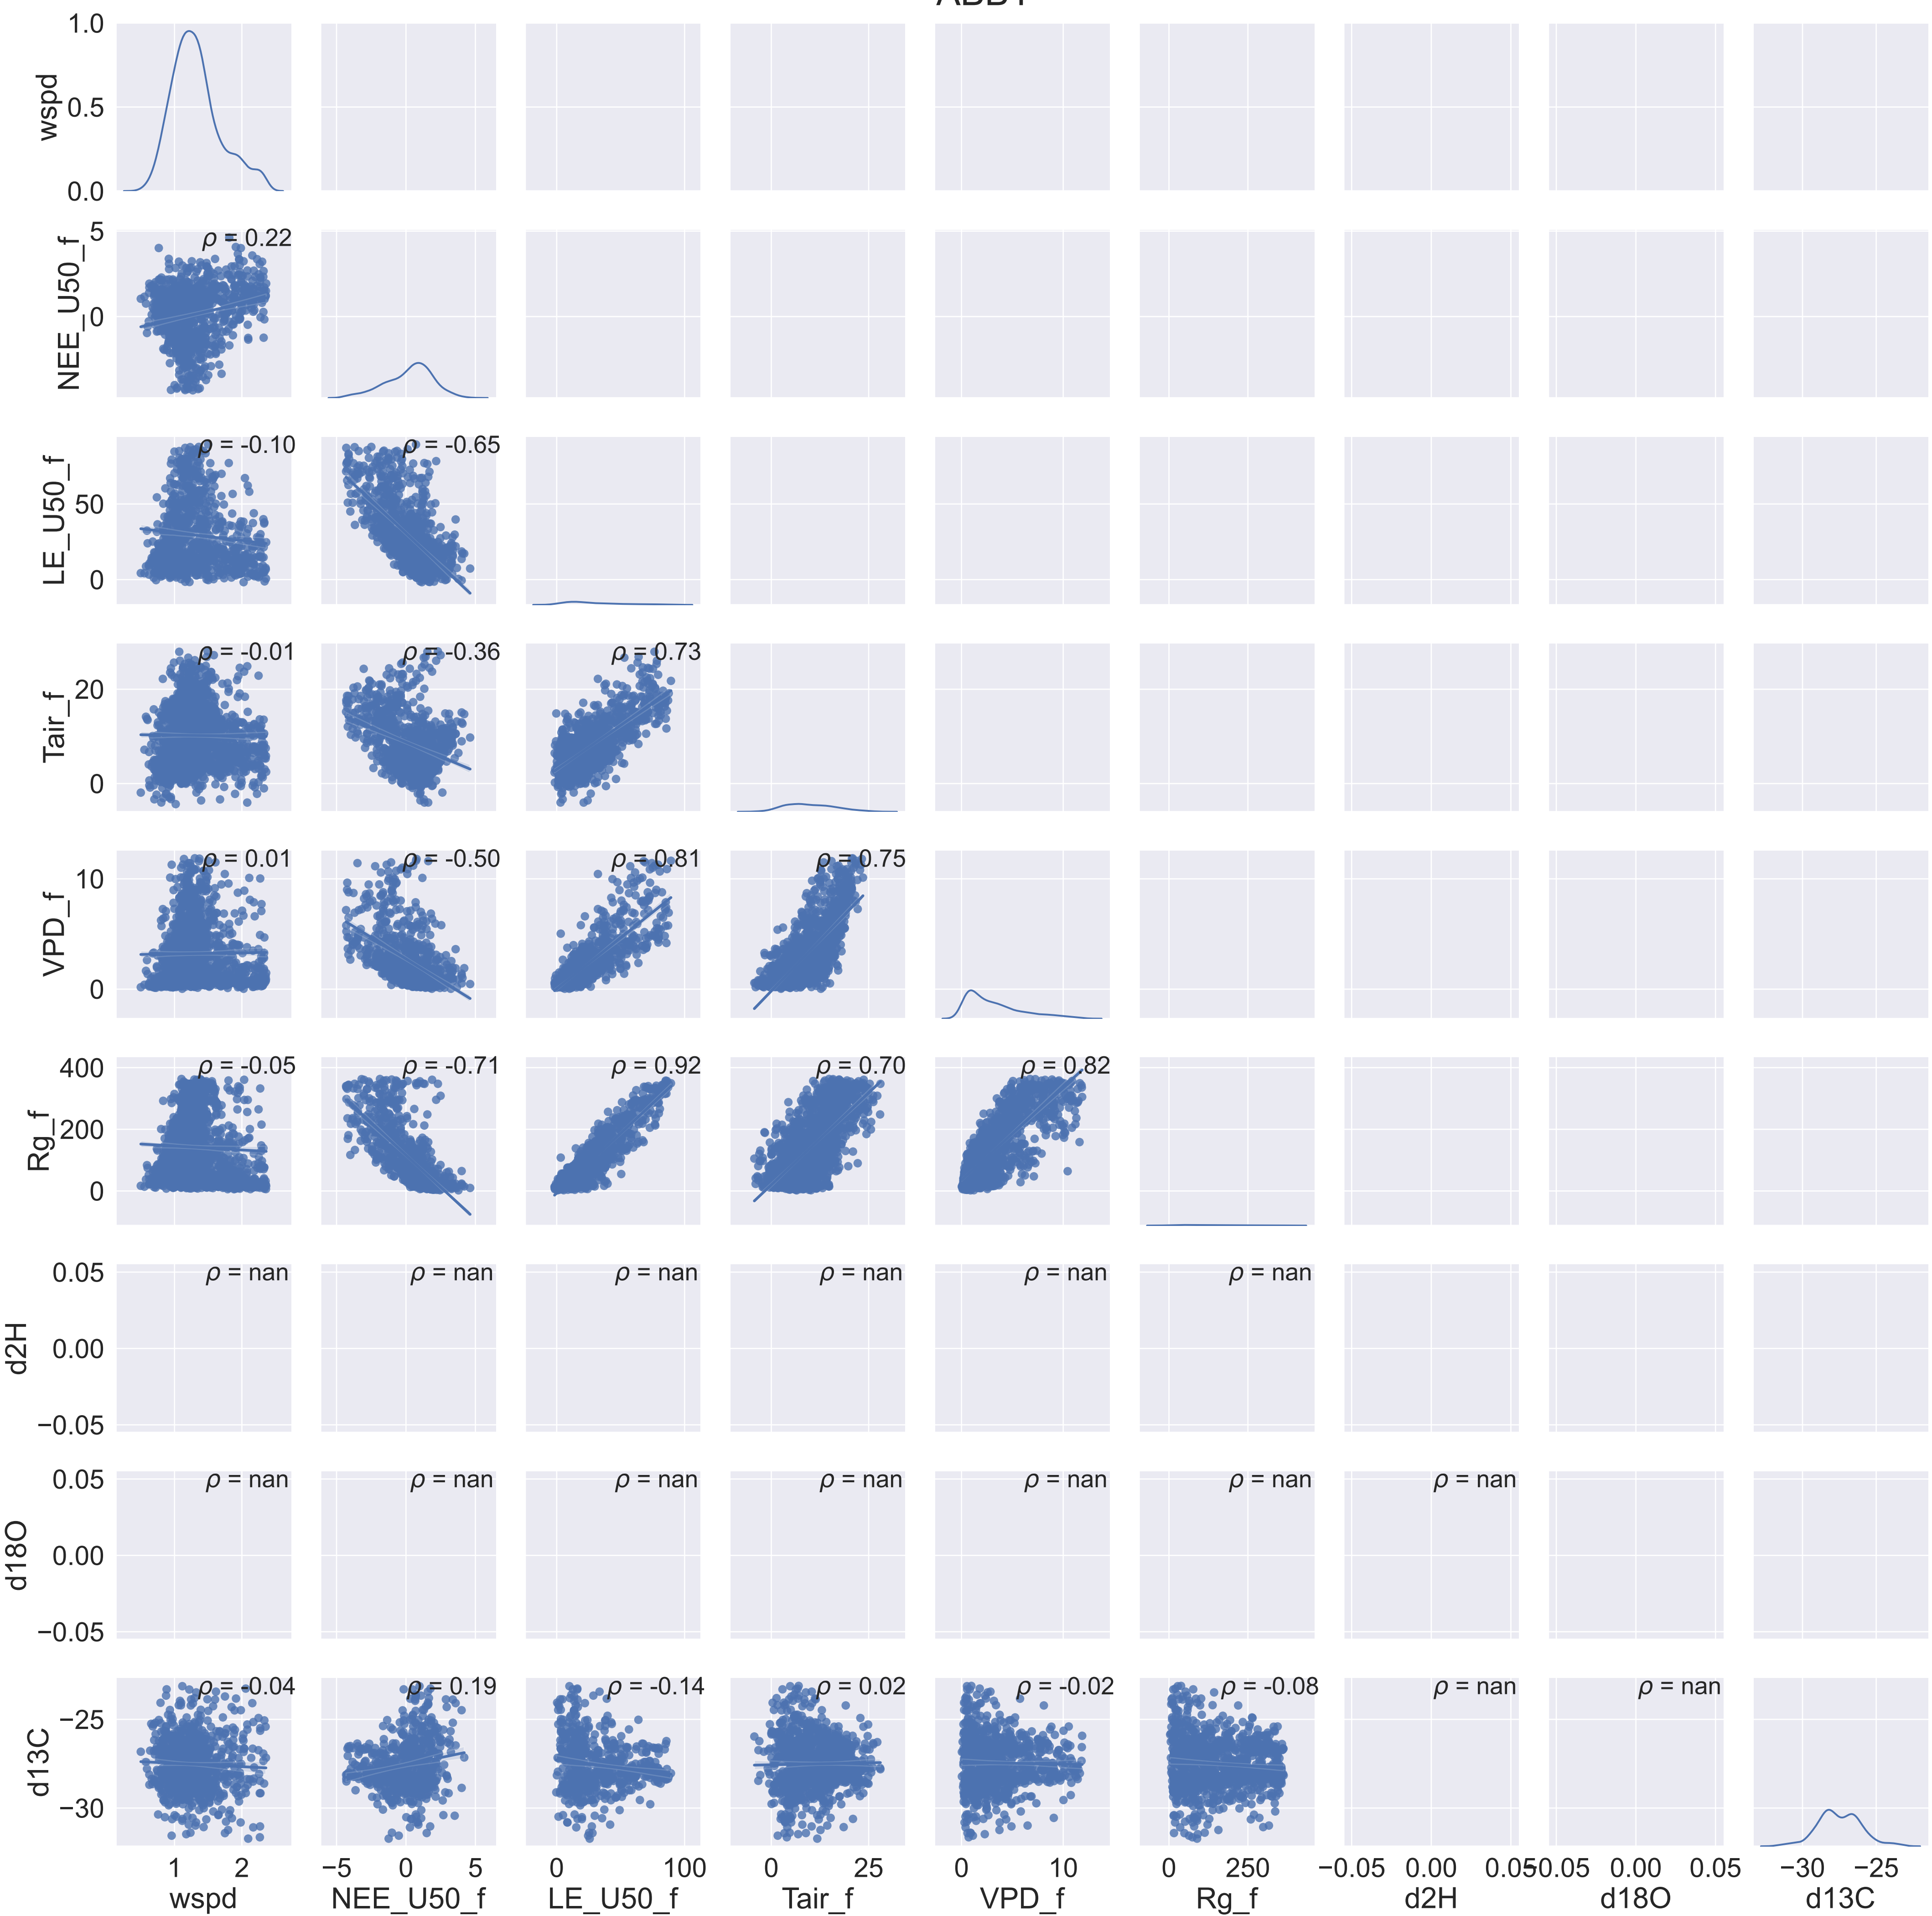 wspd
1.0
0.5
0.0
NEE_U50_f
5
0
ρ = 0.22
LE_U50_f
50
0
ρ = -0.10
ρ = -0.65
Tair_f
20
0
ρ = -0.01
ρ = -0.36
ρ = 0.73
VPD_f
10
0
ρ = 0.01
ρ = -0.50
ρ = 0.81
ρ = 0.75
Rg_f
400
200
0
ρ = -0.05
ρ = -0.71
ρ = 0.92
ρ = 0.70
ρ = 0.82
d2H
0.05
0.00
−0.05
ρ = nan
ρ = nan
ρ = nan
ρ = nan
ρ = nan
ρ = nan
d18O
0.05
0.00
−0.05
ρ = nan
ρ = nan
ρ = nan
ρ = nan
ρ = nan
ρ = nan
ρ = nan
d13C
−25
−30
ρ = -0.04
ρ = 0.19
ρ = -0.14
ρ = 0.02
ρ = -0.02
ρ = -0.08
ρ = nan
ρ = nan
1 2
−5 0 5
0 100
0 25
0 10
0 250
−0.05 0.00 0.05
−0.05 0.00 0.05
−30 −25
wspd
NEE_U50_f
LE_U50_f
Tair_f
VPD_f
Rg_f
d2H
d18O
d13C